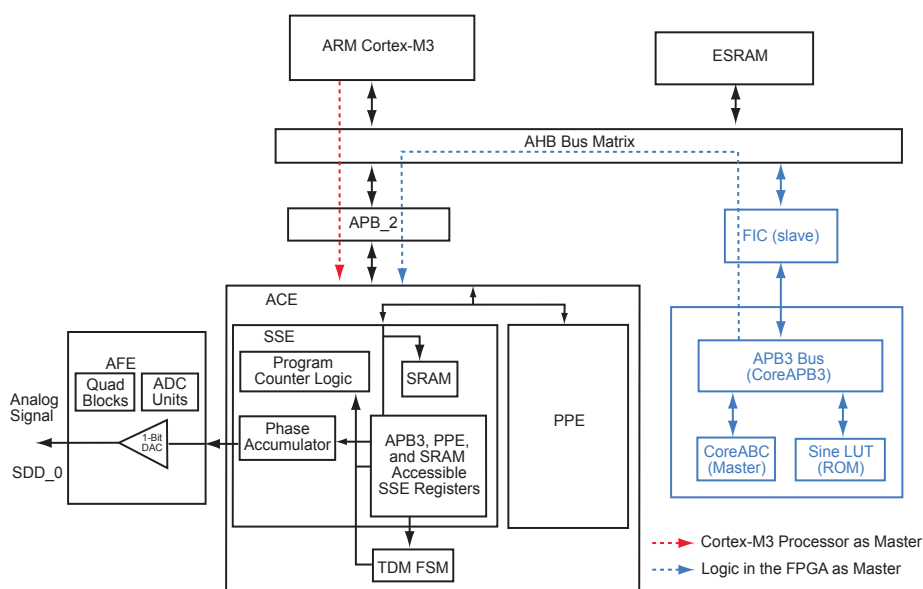 ARM Cortex-M3
ESRAM
AHB Bus Matrix
APB_2
FIC (slave)
ACE
SSE
Program
Counter Logic
SRAM
PPE
Phase
Accumulator
APB3, PPE,
and SRAM
Accessible
SSE Registers
TDM FSM
AFE
Quad
Blocks
ADC
Units
1-Bit
DAC
Analog
Signal
SDD_0
APB3 Bus
(CoreAPB3)
CoreABC
(Master)
Sine LUT
(ROM)
Cortex-M3 Processor as Master
Logic in the FPGA as Master